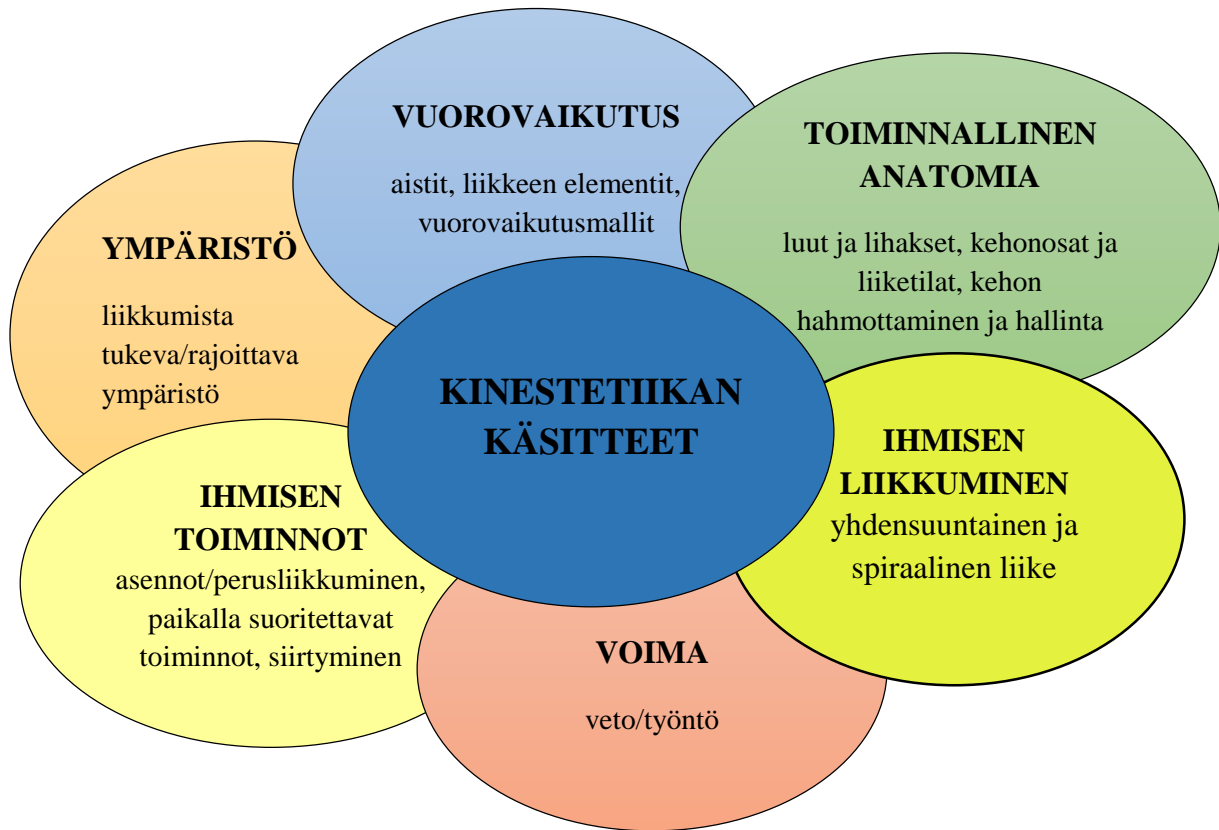 VUOROVAIKUTUS
aistit, liikkeen elementit,
vuorovaikutusmallit
TOIMINNALLINEN
ANATOMIA
luut ja lihakset, kehonosat ja
liiketilat, kehon
hahmottaminen ja hallinta
YMPÄRISTÖ
liikkumista
tukeva/rajoittava
ympäristö
KINESTETIIKAN
KÄSITTEET
IHMISEN
LIIKKUMINEN
yhdensuuntainen ja
spiraalinen liike
IHMISEN
TOIMINNOT
asennot/perusliikkuminen,
paikalla suoritettavat
toiminnot, siirtyminen
VOIMA
veto/työntö